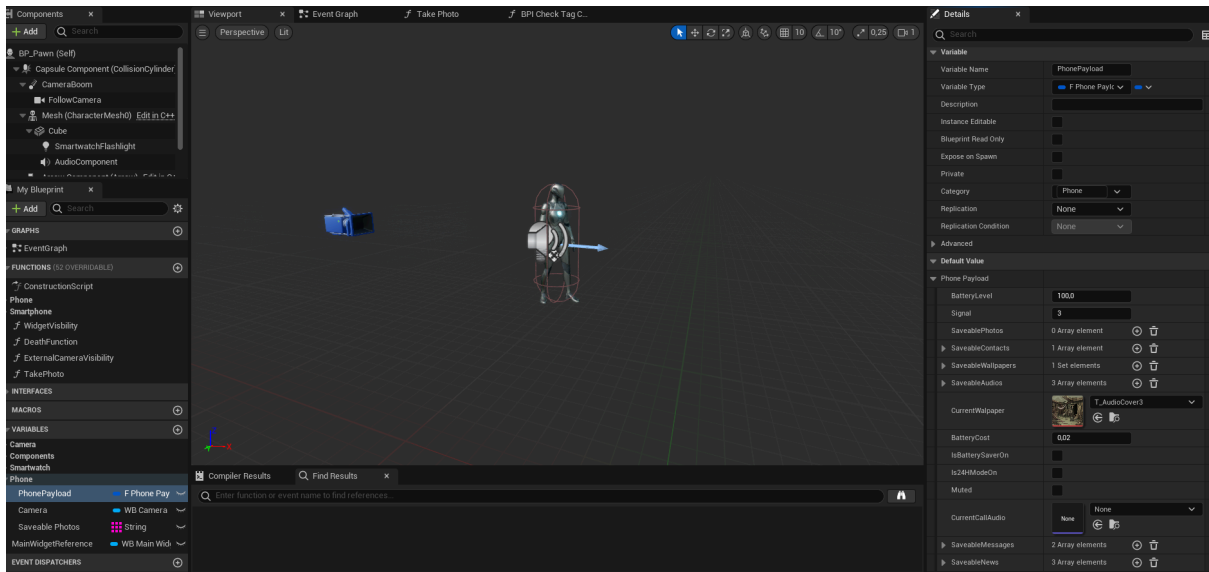 Components
Viewport
Event Graph
Take Photo
BPI Check Tag C...
Details
Add
Search
Perspective
Lit
10
10°
0,25
1
Search
BP_Pawn (Self)
Capsule Component (CollisionCylinder
CameraBoom
FollowCamera
Mesh (CharacterMesh0) Edit in C++
Cube
SmartwatchFlashlight
AudioComponent
My Blueprint
Add
Search
GRAPHS
EventGraph
FUNCTIONS (52 OVERRIDABLE)
ConstructionScript
Phone
Smartphone
WidgetVisbility
DeathFunction
ExternalCameraVisibility
TakePhoto
INTERFACES
MACROS
VARIABLES
Camera
Components
Smartwatch
Phone
PhonePayload F Phone Pay
Camera WB Camera
Saveable Photos String
MainWidgetReference WB Main Wid
EVENT DISPATCHERS
X
Compiler Results
Find Results
Enter function or event name to find references...
Variable
Variable Name PhonePayload
Variable Type F Phone Paylc
Description
Instance Editable
Blueprint Read Only
Expose on Spawn
Private
Category Phone
Replication None
Replication Condition None
Advanced
Default Value
Phone Payload
BatteryLevel 100,0
Signal 3
SaveablePhotos 0 Array element
SaveableContacts 1 Array element
SaveableWallpapers 1 Set elements
SaveableAudios 3 Array elements
CurrentWalpaper T_AudioCover3
BatteryCost 0,02
IsBatterySaverOn
Is24HModeOn
Muted
CurrentCallAudio None None
SaveableMessages 2 Array elements
SaveableNews 3 Array elements